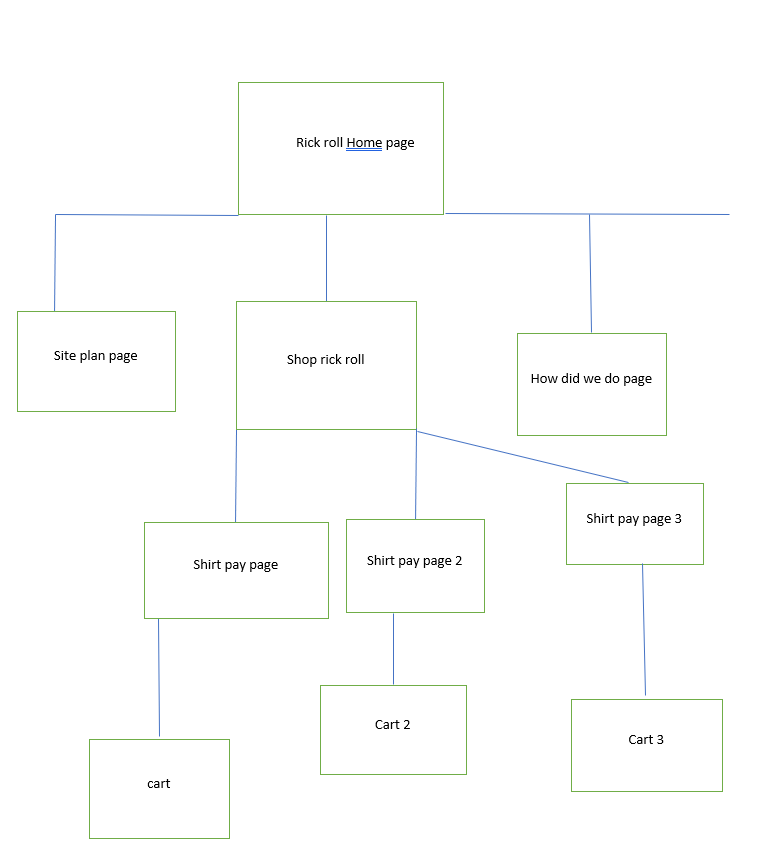 Rick roll Home page
Site plan page
Shop rick roll
How did we do page
Shirt pay page
Shirt pay page 2
Shirt pay page 3
cart
Cart 2
Cart 3